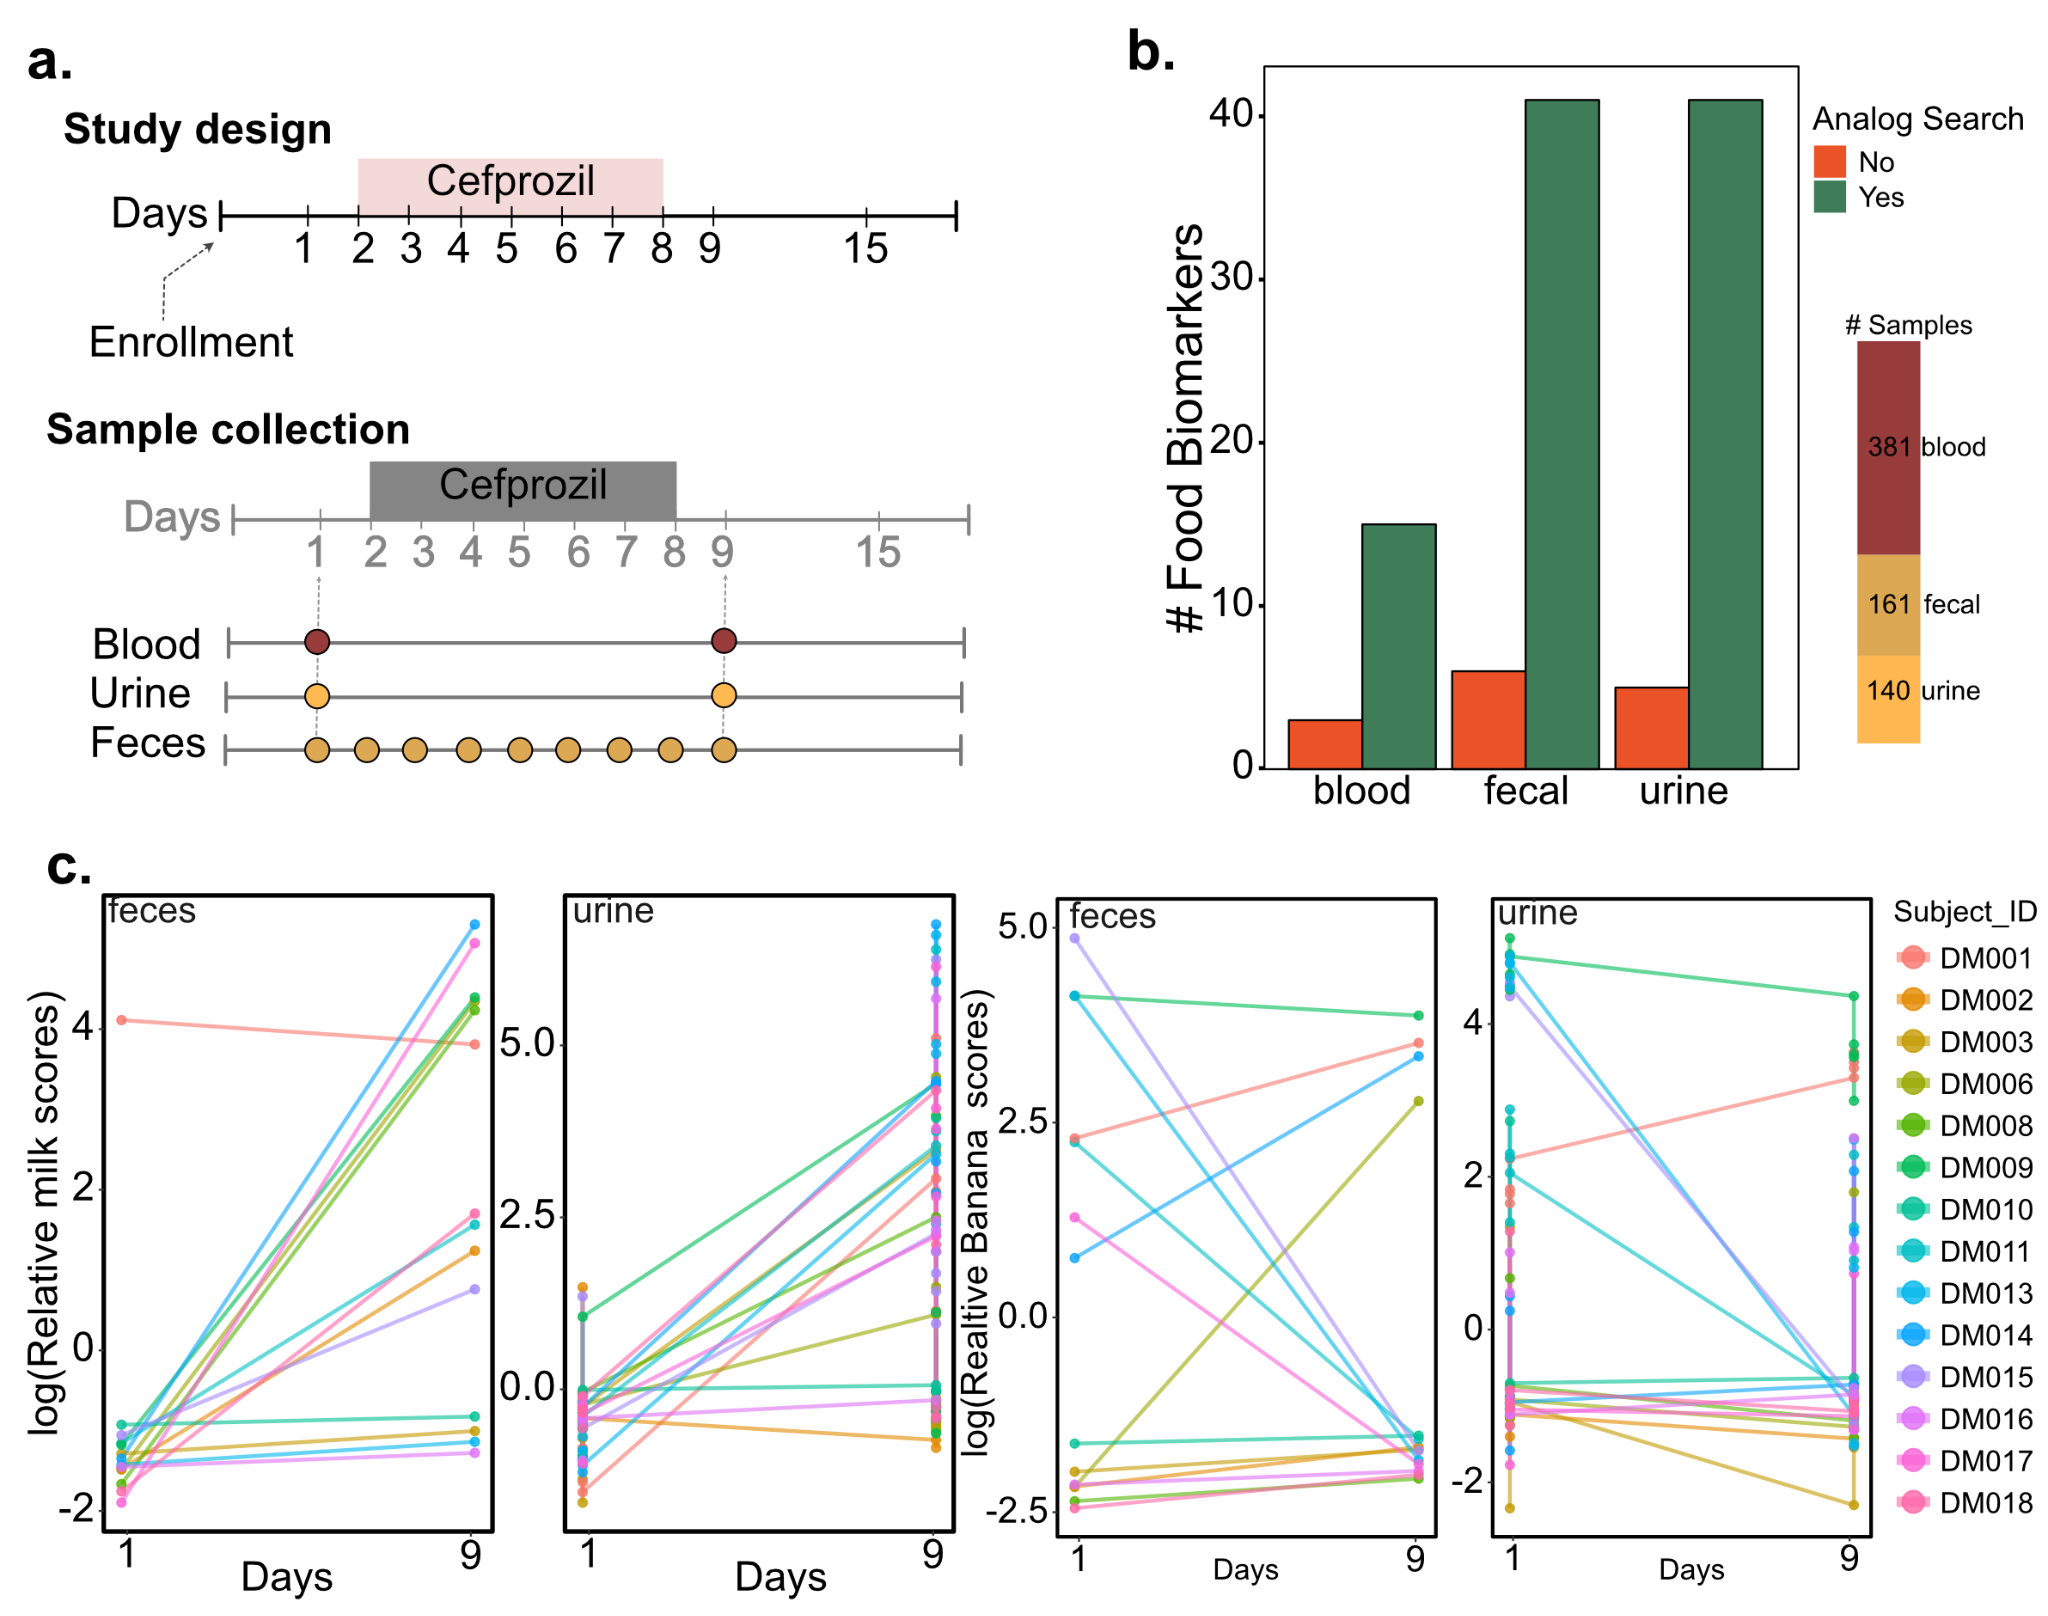 a.
Study design
Cefprozil
Days
1 2 3 4 5 6 7 8 9 15
Enrollment
Sample collection
Cefprozil
Days
1 2 3 4 5 6 7 8 9 15
Blood
Urine
Feces
b.
# Food Biomarkers
40
30
20
10
0
blood fecal urine
Analog Search
No
Yes
# Samples
381 blood
161 fecal
140 urine
c.
log(Relative milk scores)
feces
4
2
0
-2
1 9
Days
urine
5.0
2.5
0.0
1 9
Days
log(Realtive Banana scores)
feces
5.0
2.5
0.0
-2.5
1 9
Days
urine
4
2
0
-2
1 9
Days
Subject_ID
DM001
DM002
DM003
DM006
DM008
DM009
DM010
DM011
DM013
DM014
DM015
DM016
DM017
DM018